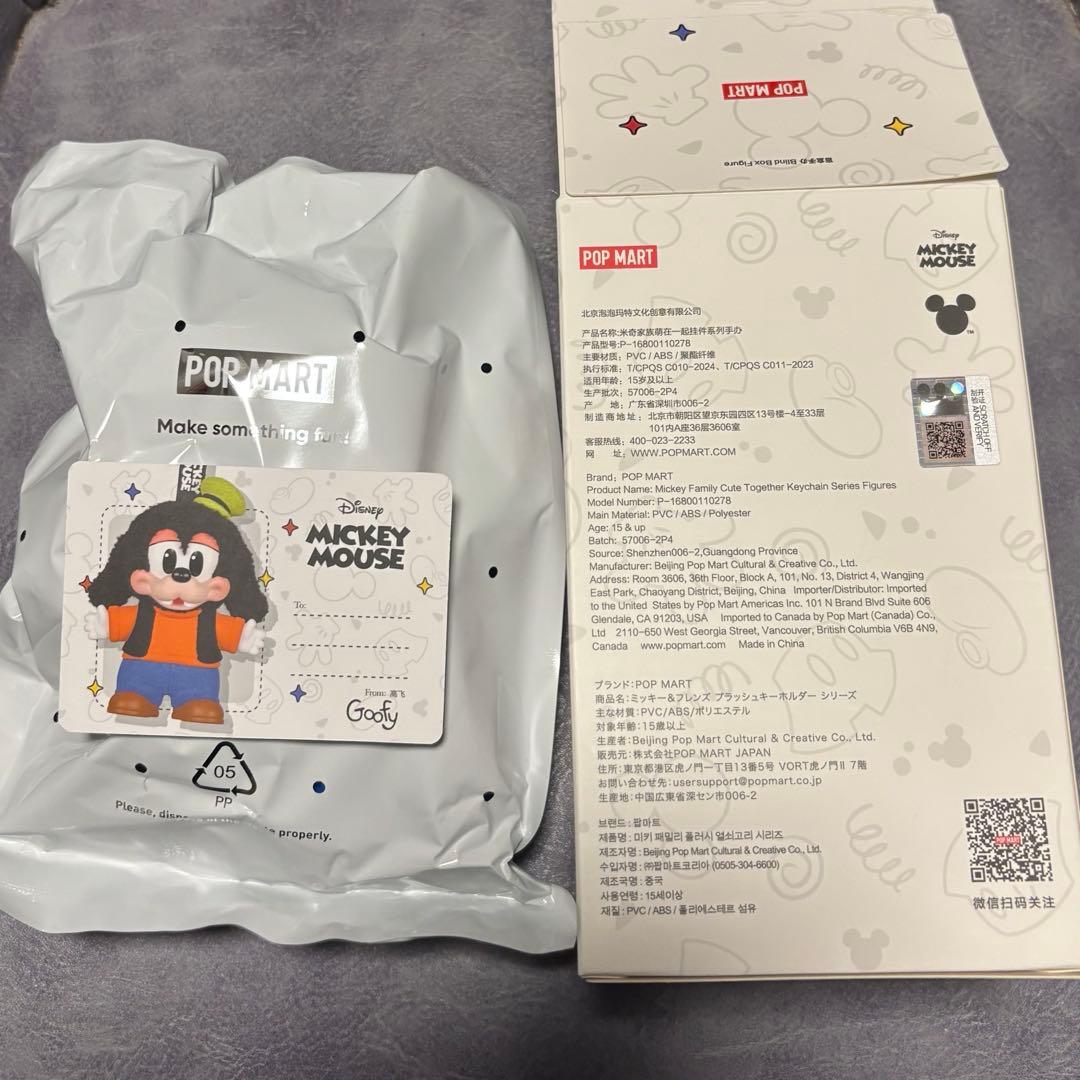 POP MART
盲盒手办 Blind Box Figure
POP MART
Make something fun!
MICKEY
MOUSE
Disney
MICKEY
MOUSE
To:
From: 高飞
Goofy
05
PP
Please, properly.
POP MART
Disney
MICKEY
MOUSE
TM
北京泡泡玛特文化创意有限公司
产品名称:米奇家族萌在一起挂件系列手办
产品型号:P-16800110278
主要材质: PVC / ABS / 聚酯纤维
执行标准: T/CPQS C010-2024、T/CPQS C011-2023
适用年龄: 15岁及以上
生产批次: 57006-2P4
产 地: 广东省深圳市006-2
制造商地址: 北京市朝阳区望京东园四区13号楼-4至33层
101内A座36层3606室
客服热线: 400-023-2233
网 址: WWW.POPMART.COM
SCRATCH OFF
AND VERIFY
Brand: POP MART
Product Name: Mickey Family Cute Together Keychain Series Figures
Model Number: P-16800110278
Main Material: PVC / ABS / Polyester
Age: 15 & up
Batch: 57006-2P4
Source: Shenzhen006-2,Guangdong Province
Manufacturer: Beijing Pop Mart Cultural & Creative Co., Ltd.
Address: Room 3606, 36th Floor, Block A, 101, No. 13, District 4, Wangjing
East Park, Chaoyang District, Beijing, China Importer/Distributor: Imported
to the United States by Pop Mart Americas Inc. 101 N Brand Blvd Suite 606
Glendale, CA 91203, USA Imported to Canada by Pop Mart (Canada) Co.,
Ltd 2110-650 West Georgia Street, Vancouver, British Columbia V6B 4N9,
Canada www.popmart.com Made in China
ブランド:POP MART
商品名:ミッキー&フレンズ プラッシュキーホルダー シリーズ
主な材質:PVC/ABS/ポリエステル
対象年齢:15歳以上
生産者:Beijing Pop Mart Cultural & Creative Co., Ltd.
販売元:株式会社POP MART JAPAN
住所:東京都港区虎ノ門一丁目13番5号 VORT虎ノ門II 7階
お問い合わせ先:usersupport@popmart.co.jp
生産地:中国広東省深セン市006-2
브랜드 : 팝마트
제품명 : 미키 패밀리 플러시 열쇠고리 시리즈
제조자명 : Beijing Pop Mart Cultural & Creative Co., Ltd.
수입자명 : ㈜팝마트코리아 (0505-304-6600)
제조국명 : 중국
사용연령 : 15세이상
재질 : PVC / ABS / 폴리에스테르 섬유
POP MART
微信扫码关注